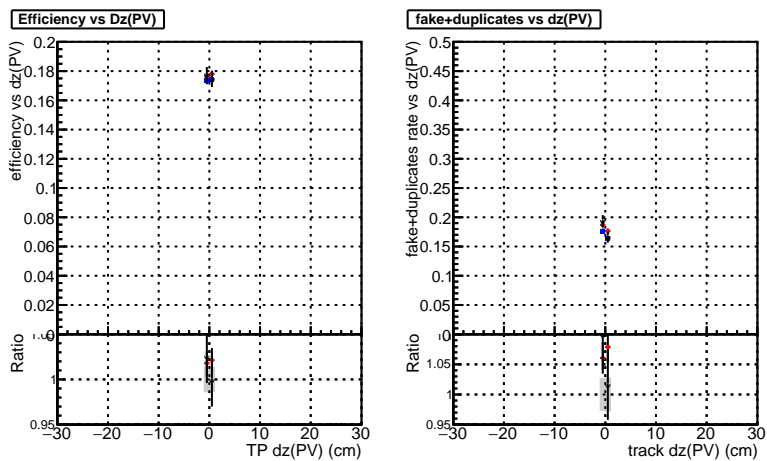 Efficiency vs Dz(PV)
fake+duplicates vs dz(PV)
efficiency vs dz(PV)
0.2
0.18
0.16
0.14
0.12
0.1
0.08
0.06
0.04
0.02
0
Ratio
1
0.95
−30 −20 −10 0 10 20 30
TP dz(PV) (cm)
fake+duplicates rate vs dz(PV)
0.5
0.45
0.4
0.35
0.3
0.25
0.2
0.15
0.1
0.05
0
Ratio
1.05
1
0.95
−30 −20 −10 0 10 20 30
track dz(PV) (cm)